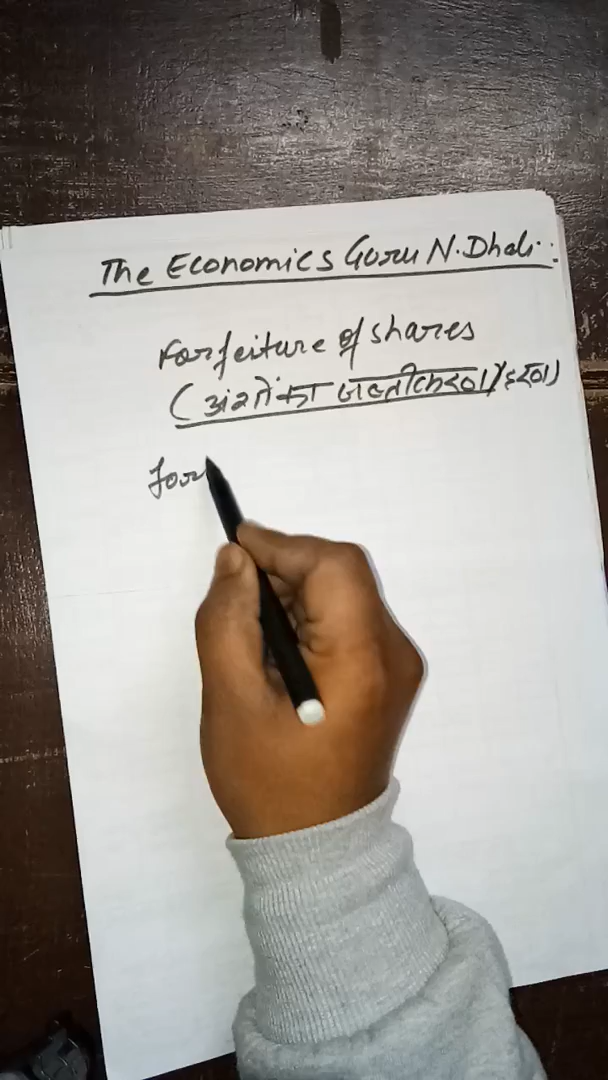 The Economics Guru N. Dhali:
Forfeiture of shares
(अंशों का जब्तीकरण/हरण)
for